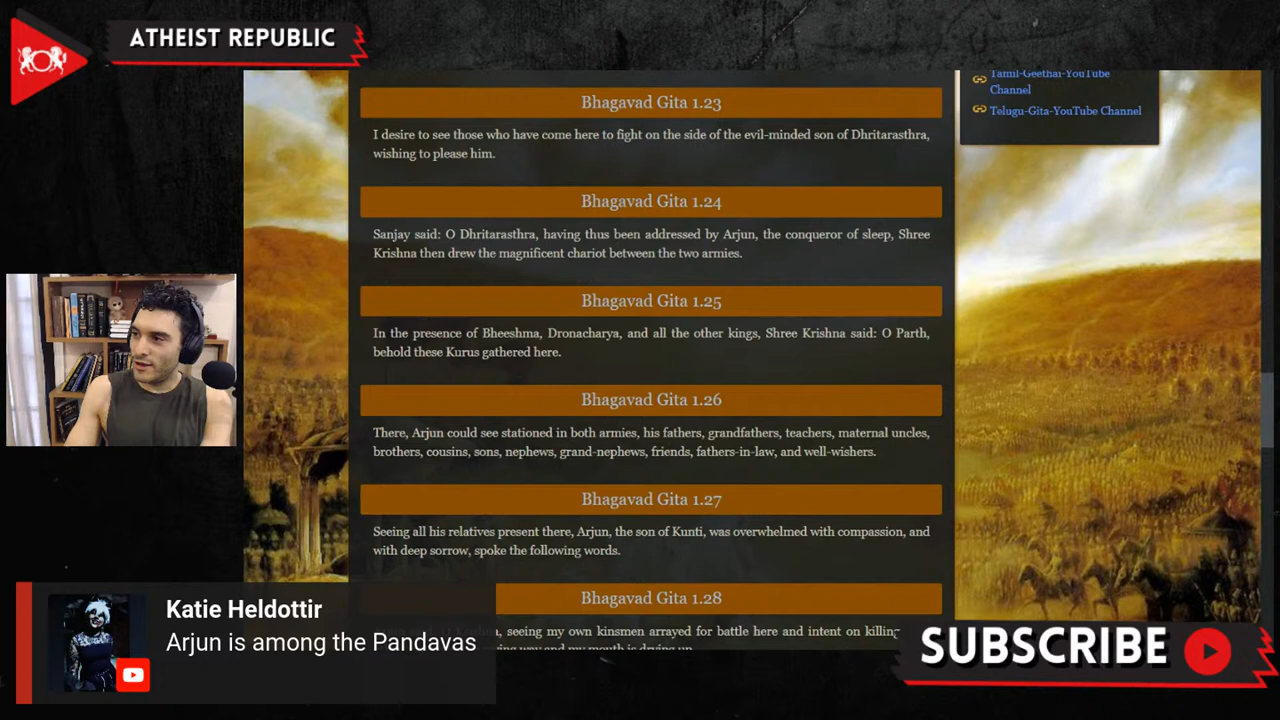 ATHEIST REPUBLIC
Tamil-Geethai-YouTube
Channel
Telugu-Gita-YouTube Channel
Bhagavad Gita 1.23
I desire to see those who have come here to fight on the side of the evil-minded son of Dhritarasthra,
wishing to please him.
Bhagavad Gita 1.24
Sanjay said: O Dhritarasthra, having thus been addressed by Arjun, the conqueror of sleep, Shree
Krishna then drew the magnificent chariot between the two armies.
Bhagavad Gita 1.25
In the presence of Bheeshma, Dronacharya, and all the other kings, Shree Krishna said: O Parth,
behold these Kurus gathered here.
Bhagavad Gita 1.26
There, Arjun could see stationed in both armies, his fathers, grandfathers, teachers, maternal uncles,
brothers, cousins, sons, nephews, grand-nephews, friends, fathers-in-law, and well-wishers.
Bhagavad Gita 1.27
Seeing all his relatives present there, Arjun, the son of Kunti, was overwhelmed with compassion, and
with deep sorrow, spoke the following words.
Bhagavad Gita 1.28
seeing my own kinsmen arrayed for battle here and intent on killing
way and my mouth is drying up
Katie Heldottir
Arjun is among the Pandavas
SUBSCRIBE